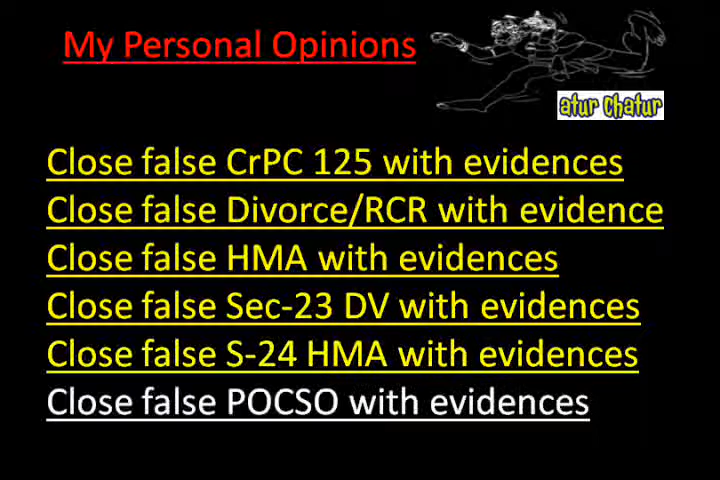 My Personal Opinions
atur Chatur
Close false CrPC 125 with evidences
Close false Divorce/RCR with evidence
Close false HMA with evidences
Close false Sec-23 DV with evidences
Close false S-24 HMA with evidences
Close false POCSO with evidences